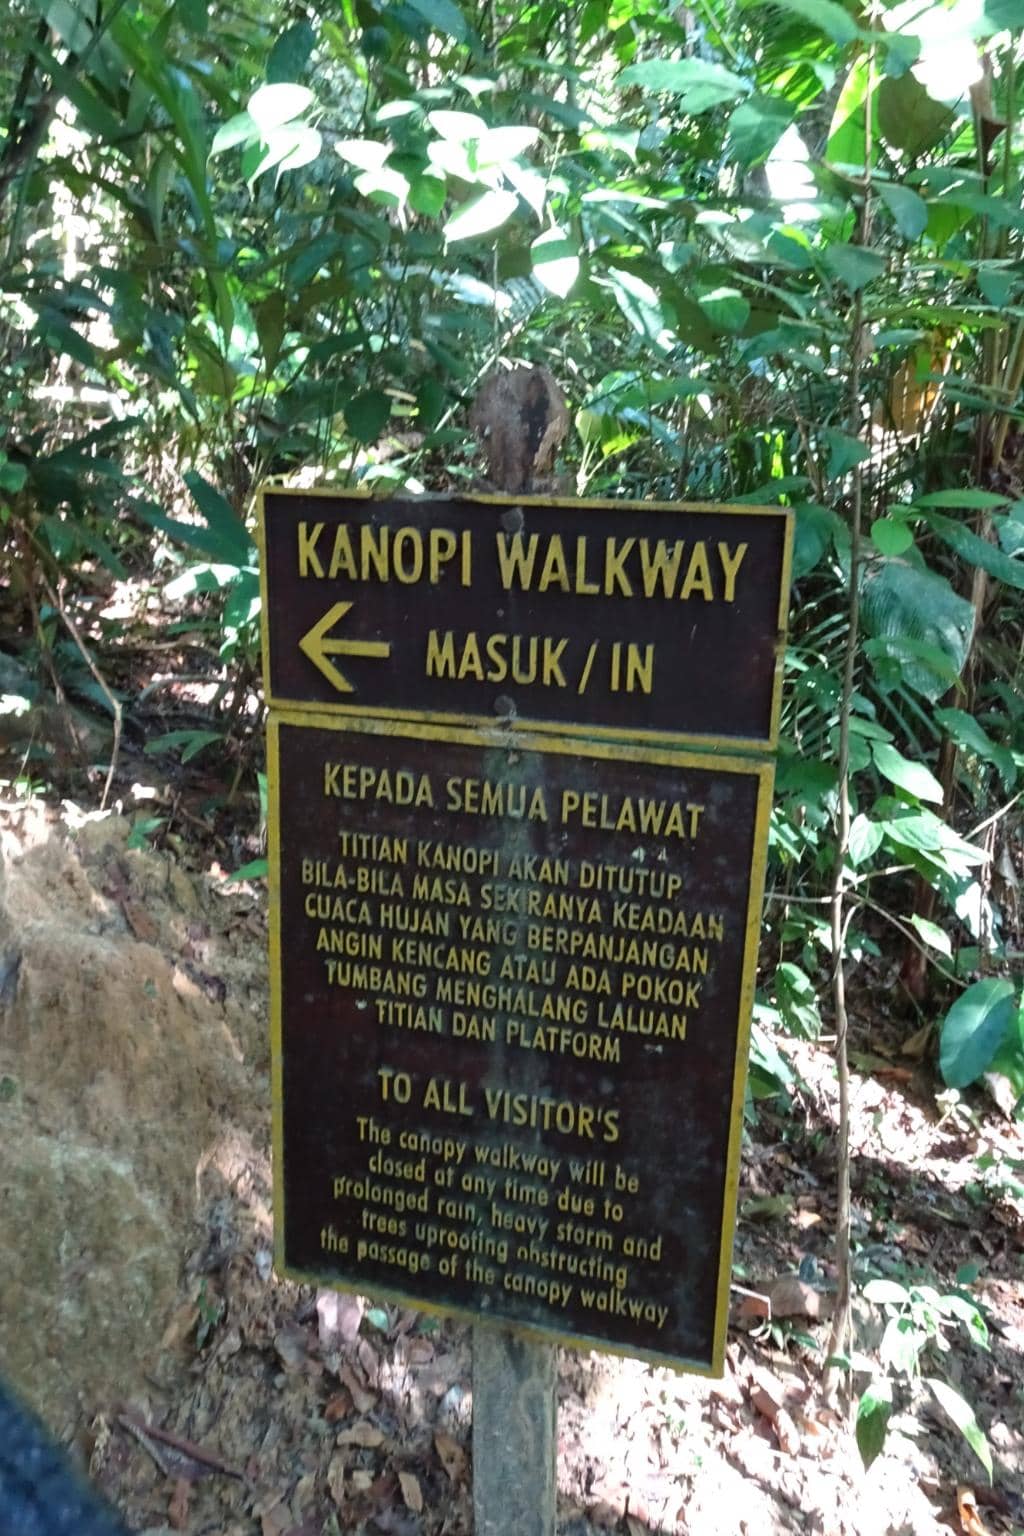 KANOPI WALKWAY
MASUK / IN
KEPADA SEMUA PELAWAT
TITIAN KANOPI AKAN DITUTUP
BILA-BILA MASA SEKIRANYA KEADAAN
CUACA HUJAN YANG BERPANJANGAN
ANGIN KENCANG ATAU ADA POKOK
TUMBANG MENGHALANG LALUAN
TITIAN DAN PLATFORM
TO ALL VISITOR'S
The canopy walkway will be
closed at any time due to
prolonged rain, heavy storm and
trees uprooting obstructing
the passage of the canopy walkway